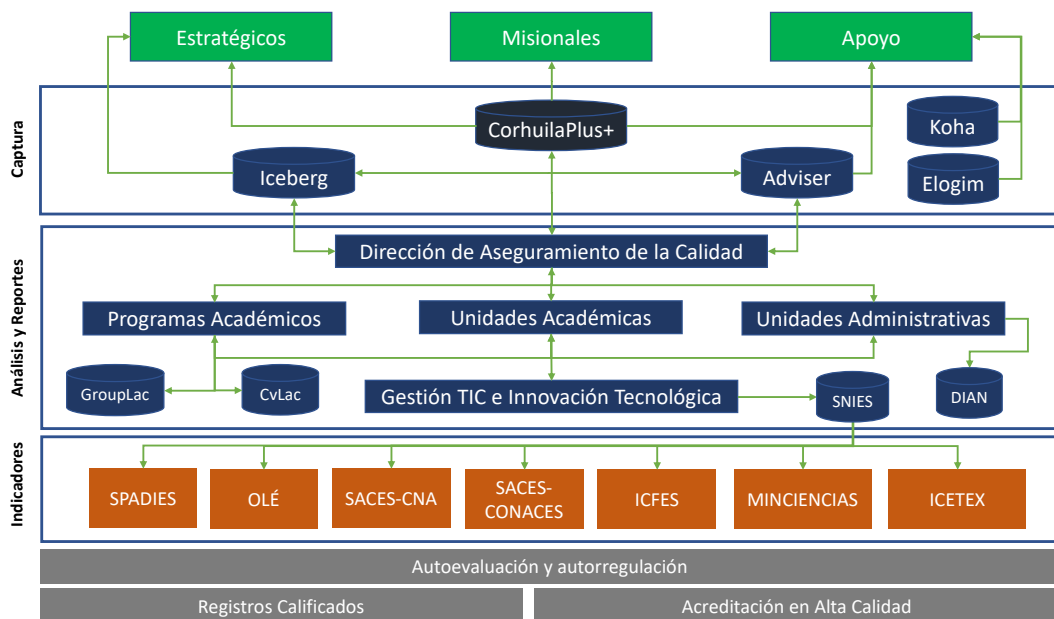 Estratégicos
Misionales
Apoyo
Captura
CorhuilaPlus+
Koha
Iceberg
Adviser
Elogim
Análisis y Reportes
Dirección de Aseguramiento de la Calidad
Programas Académicos
Unidades Académicas
Unidades Administrativas
GroupLac
CvLac
Gestión TIC e Innovación Tecnológica
SNIES
DIAN
Indicadores
SPADIES
OLÉ
SACES-CNA
SACES-
CONACES
ICFES
MINCIENCIAS
ICETEX
Autoevaluación y autorregulación
Registros Calificados
Acreditación en Alta Calidad